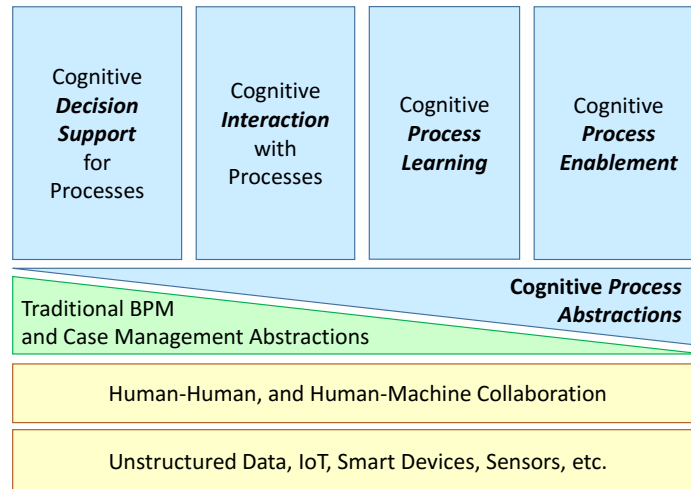 Cognitive
Decision
Support
for
Processes
Cognitive
Interaction
with
Processes
Cognitive
Process
Learning
Cognitive
Process
Enablement
Cognitive Process
Abstractions
Traditional BPM
and Case Management Abstractions
Human-Human, and Human-Machine Collaboration
Unstructured Data, IoT, Smart Devices, Sensors, etc.